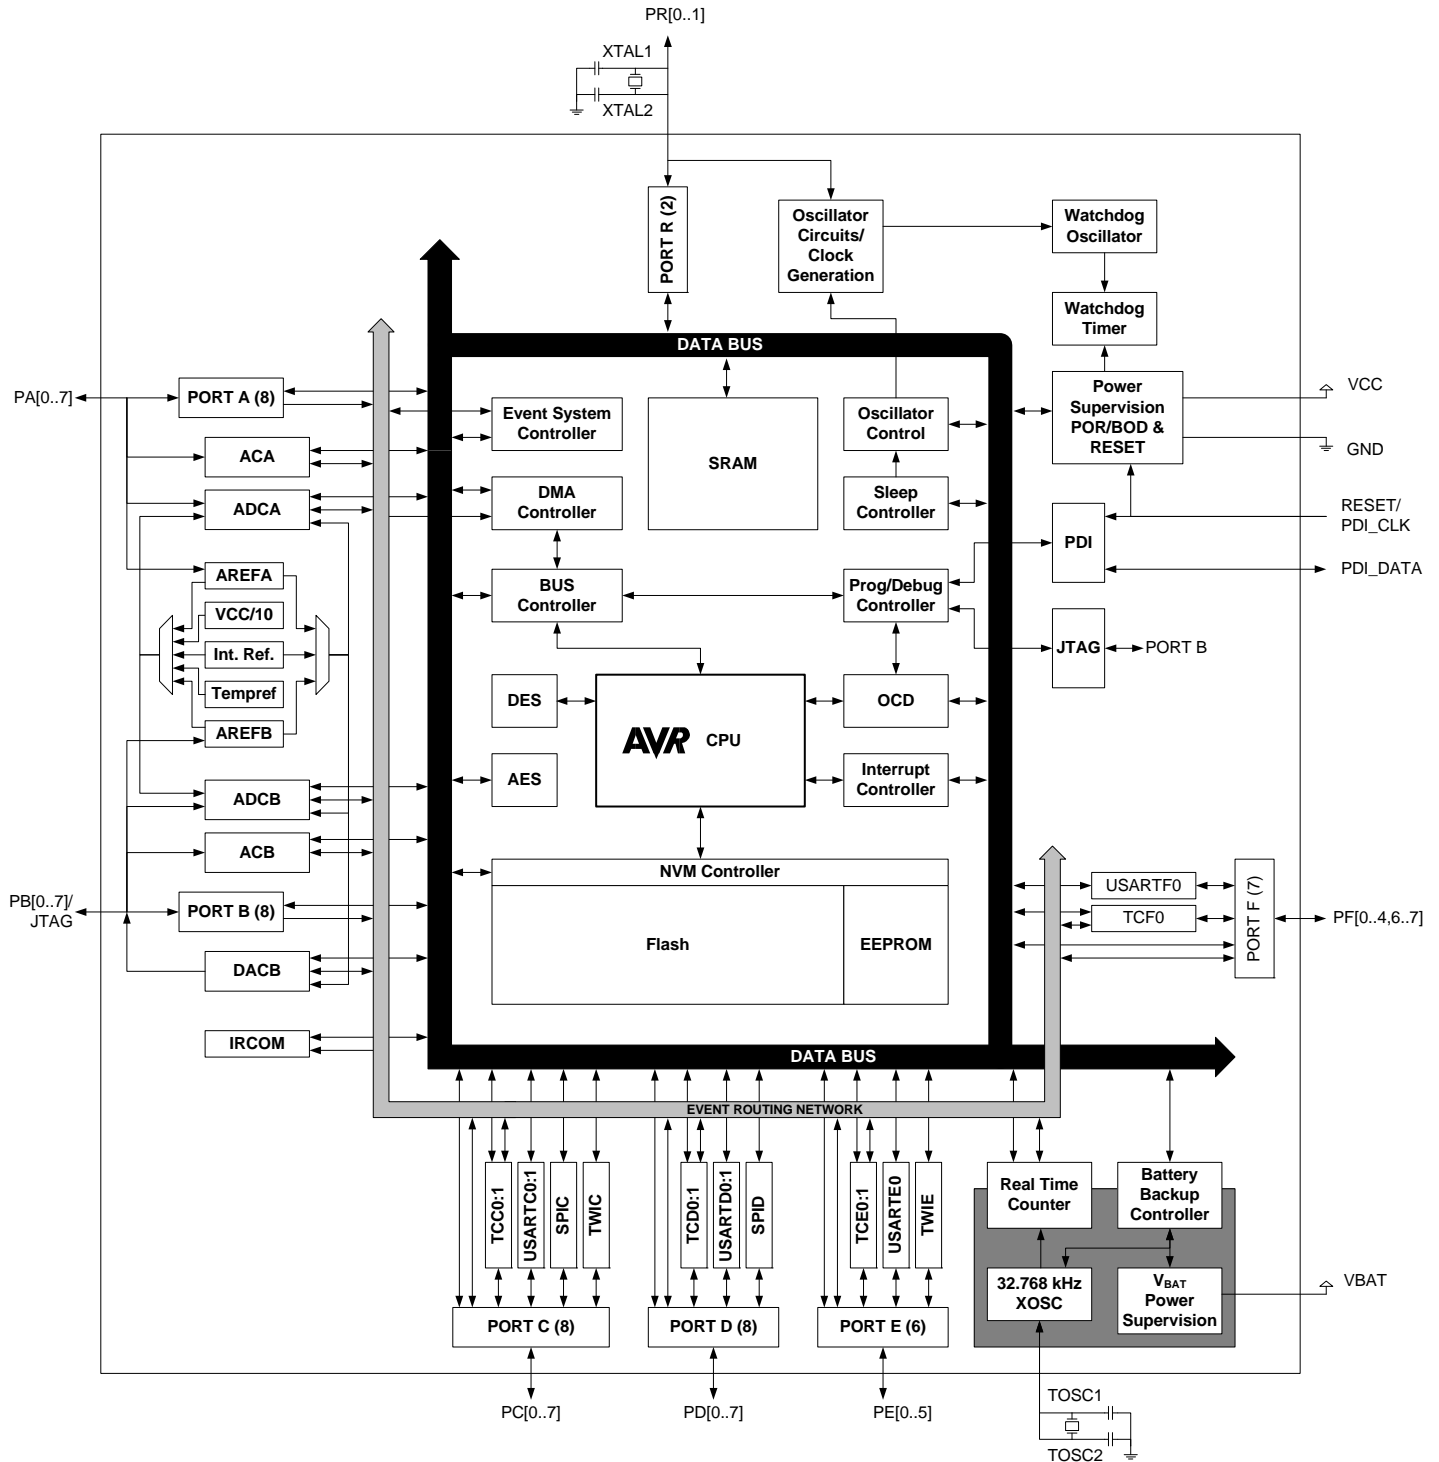 PR[0..1]
XTAL1
XTAL2
PORT R (2)
Oscillator
Circuits/
Clock
Generation
Watchdog
Oscillator
Watchdog
Timer
DATA BUS
Power
Supervision
POR/BOD &
RESET
VCC
GND
RESET/
PDI_CLK
PDI_DATA
PDI
JTAG
PORT B
PA[0..7]
PORT A (8)
ACA
ADCA
AREFA
VCC/10
Int. Ref.
Tempref
AREFB
ADCB
ACB
PB[0..7]/
JTAG
PORT B (8)
DACB
IRCOM
Event System
Controller
SRAM
Oscillator
Control
DMA
Controller
Sleep
Controller
BUS
Controller
Prog/Debug
Controller
DES
AVR CPU
OCD
AES
Interrupt
Controller
NVM Controller
Flash
EEPROM
USARTF0
TCF0
PORT F (7)
PF[0..4,6..7]
DATA BUS
EVENT ROUTING NETWORK
TCC0:1
USARTC0:1
SPIC
TWIC
TCD0:1
USARTD0:1
SPID
TCE0:1
USARTE0
TWIE
Real Time
Counter
Battery
Backup
Controller
32.768 kHz
XOSC
VBAT
Power
Supervision
VBAT
PORT C (8)
PORT D (8)
PORT E (6)
PC[0..7]
PD[0..7]
PE[0..5]
TOSC1
TOSC2